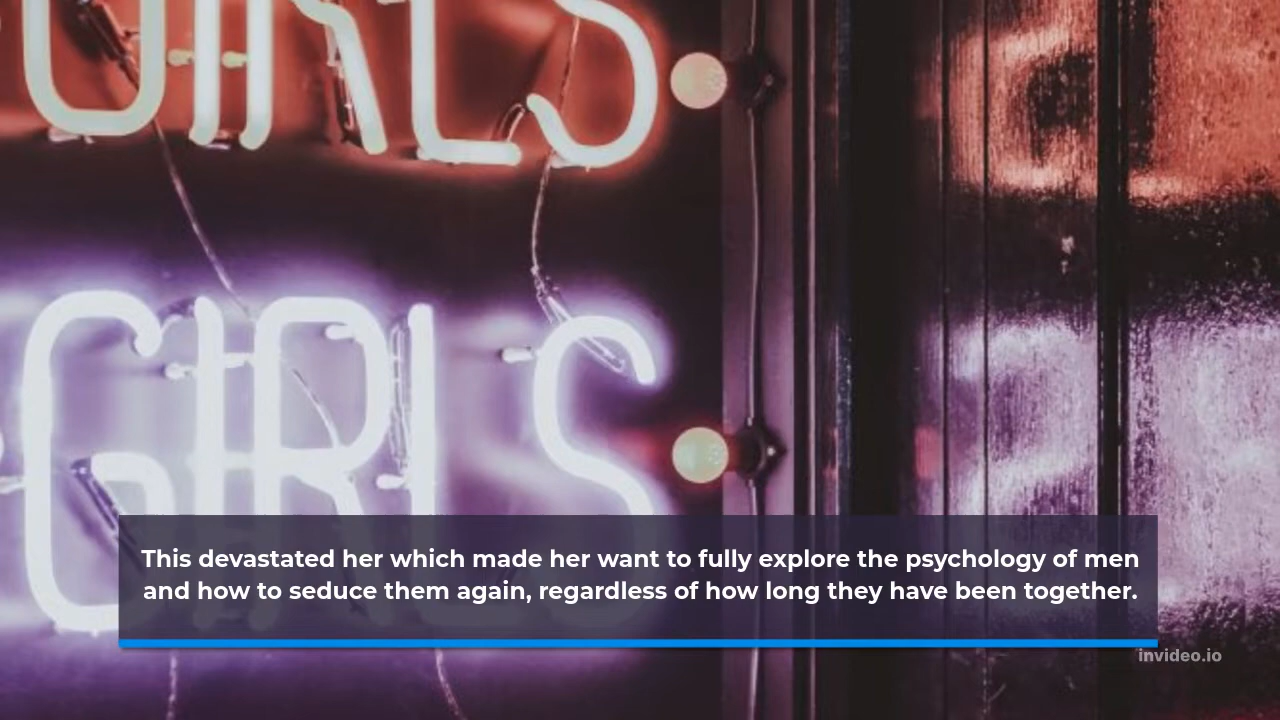 GIRLS
GIRLS
This devastated her which made her want to fully explore the psychology of men
and how to seduce them again, regardless of how long they have been together.
invideo.io